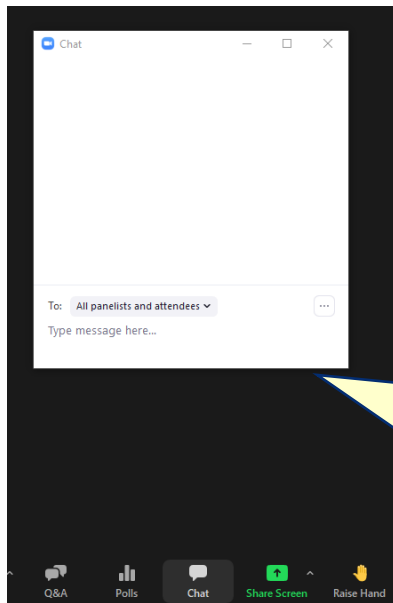 Chat
To: All panelists and attendees
Type message here...
Q&A Polls Chat Share Screen Raise Hand